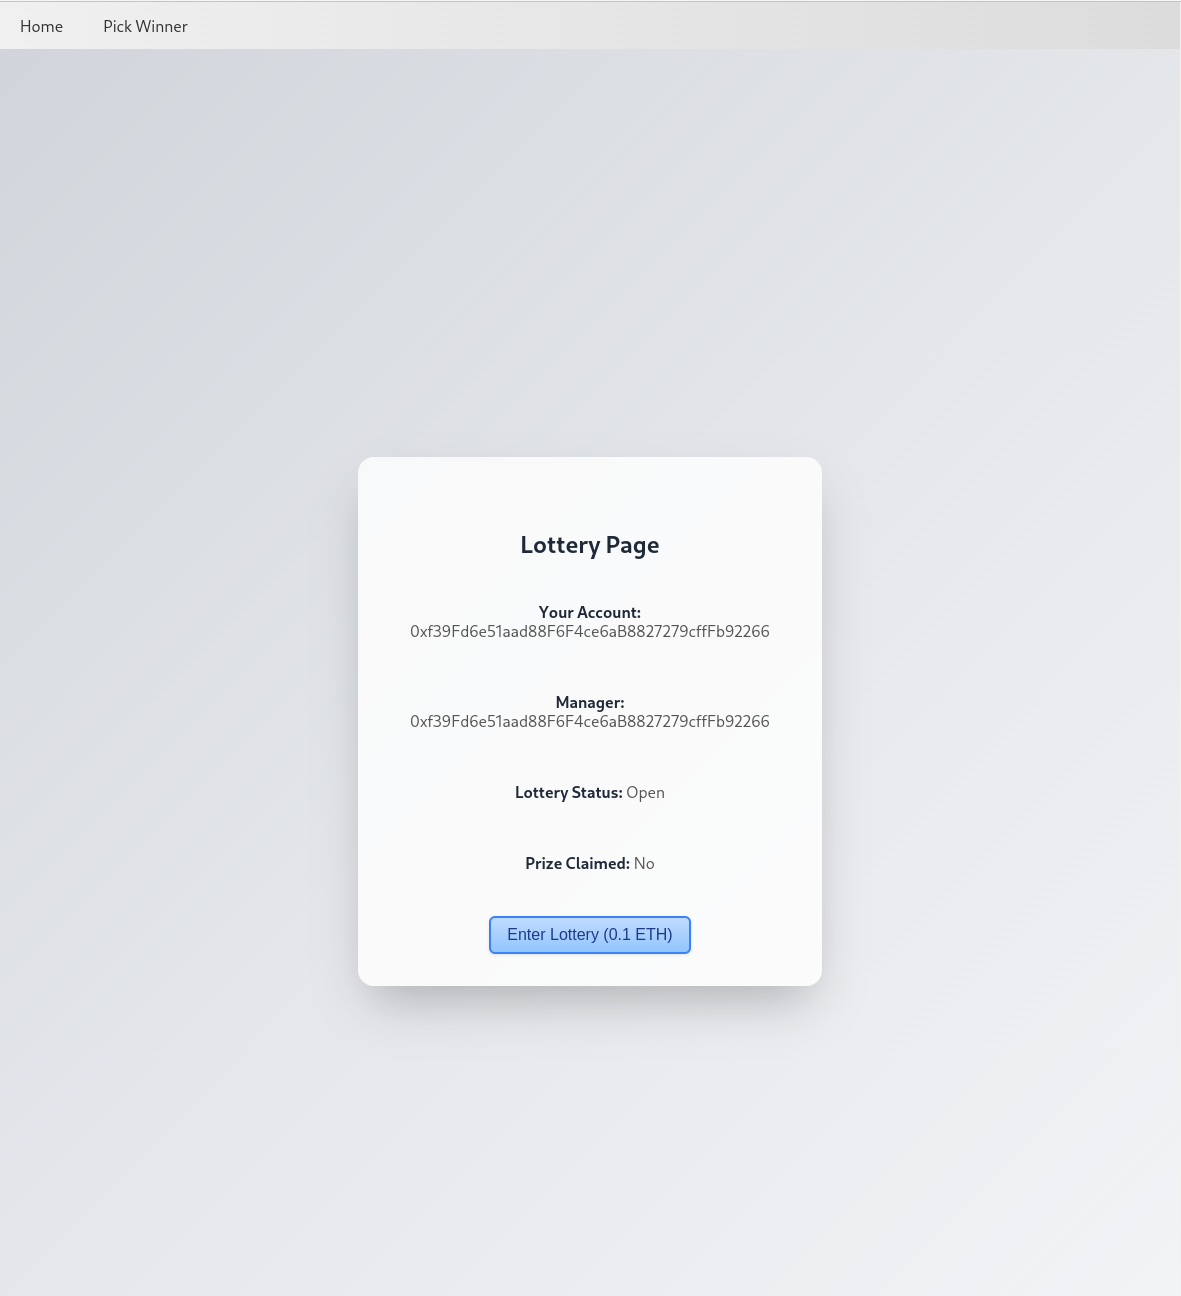 Home Pick Winner
Lottery Page
Your Account:
0xf39Fd6e51aad88F6F4ce6aB8827279cffFb92266
Manager:
0xf39Fd6e51aad88F6F4ce6aB8827279cffFb92266
Lottery Status: Open
Prize Claimed: No
Enter Lottery (0.1 ETH)